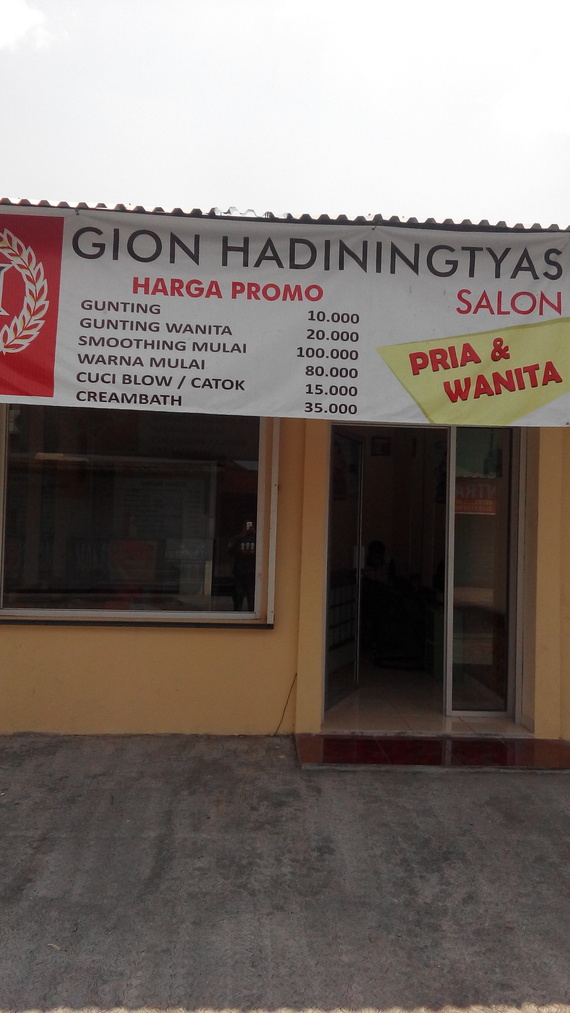 GION HADININGTYAS
SALON
HARGA PROMO
GUNTING 10.000
GUNTING WANITA 20.000
SMOOTHING MULAI 100.000
WARNA MULAI 80.000
CUCI BLOW / CATOK 15.000
CREAMBATH 35.000
PRIA &
WANITA